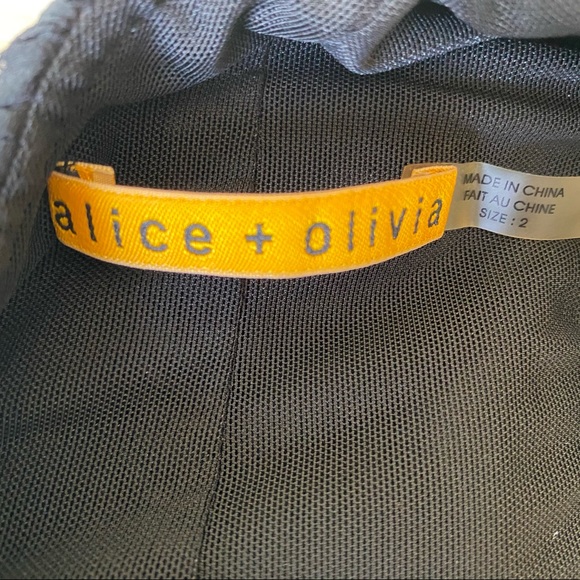 alice + olivia
MADE IN CHINA
FAIT AU CHINE
SIZE : 2